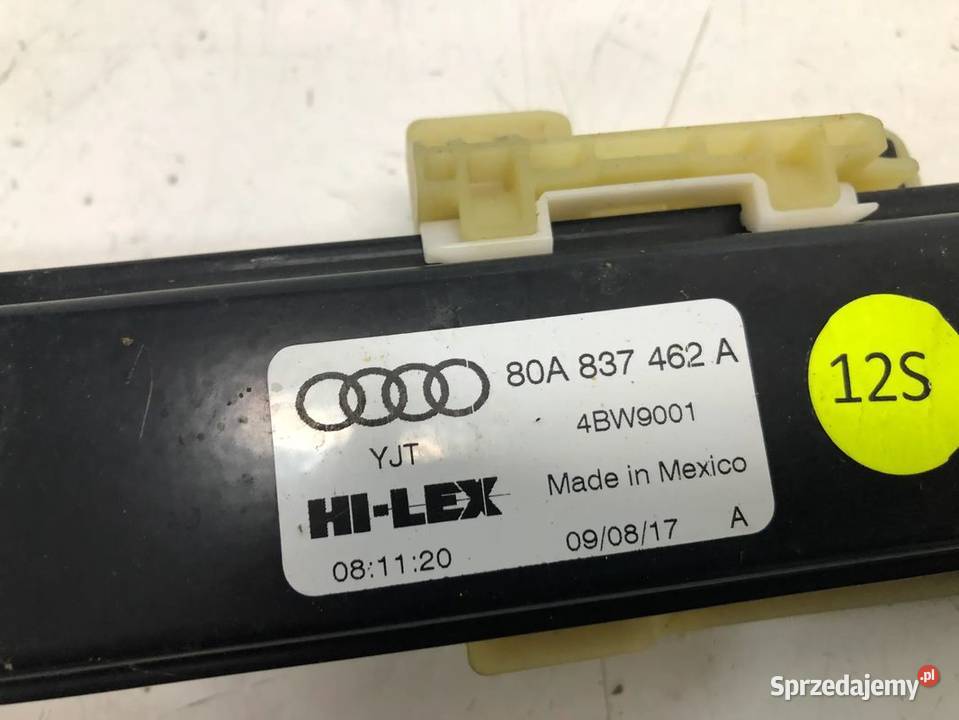 80A 837 462 A
4BW9001
YJT
HI-LEX
Made in Mexico
08:11:20
09/08/17 A
12S
Sprzedajemy.pl